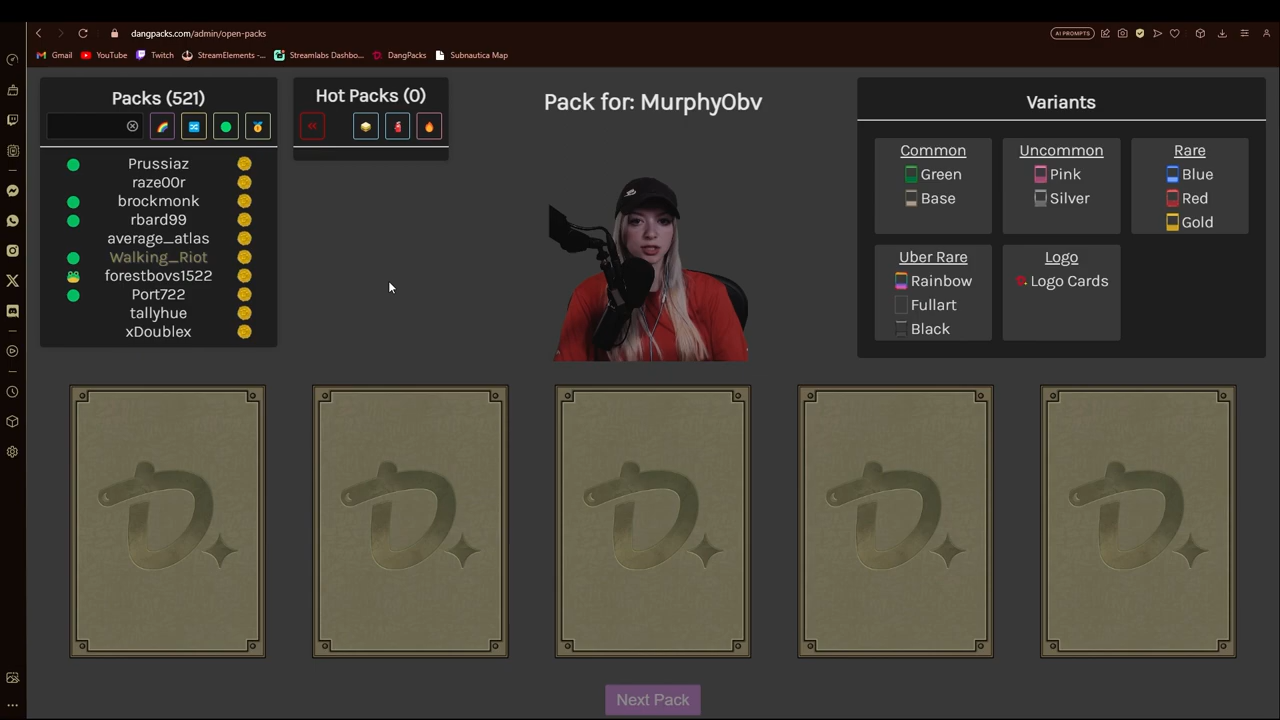 dangpacks.com/admin/open-packs
AI PROMPTS
Gmail
YouTube
Twitch
StreamElements -...
Streamlabs Dashbo...
DangPacks
Subnautica Map
Packs (521)
Prussiaz
raze00r
brockmonk
rbard99
average_atlas
Walking_Riot
forestboys1522
Port722
tallyhue
xDoublex
Hot Packs (0)
Pack for: MurphyObv
Variants
Common
Green
Base
Uncommon
Pink
Silver
Rare
Blue
Red
Gold
Uber Rare
Rainbow
Fullart
Black
Logo
Logo Cards
D
D
D
D
D
Next Pack